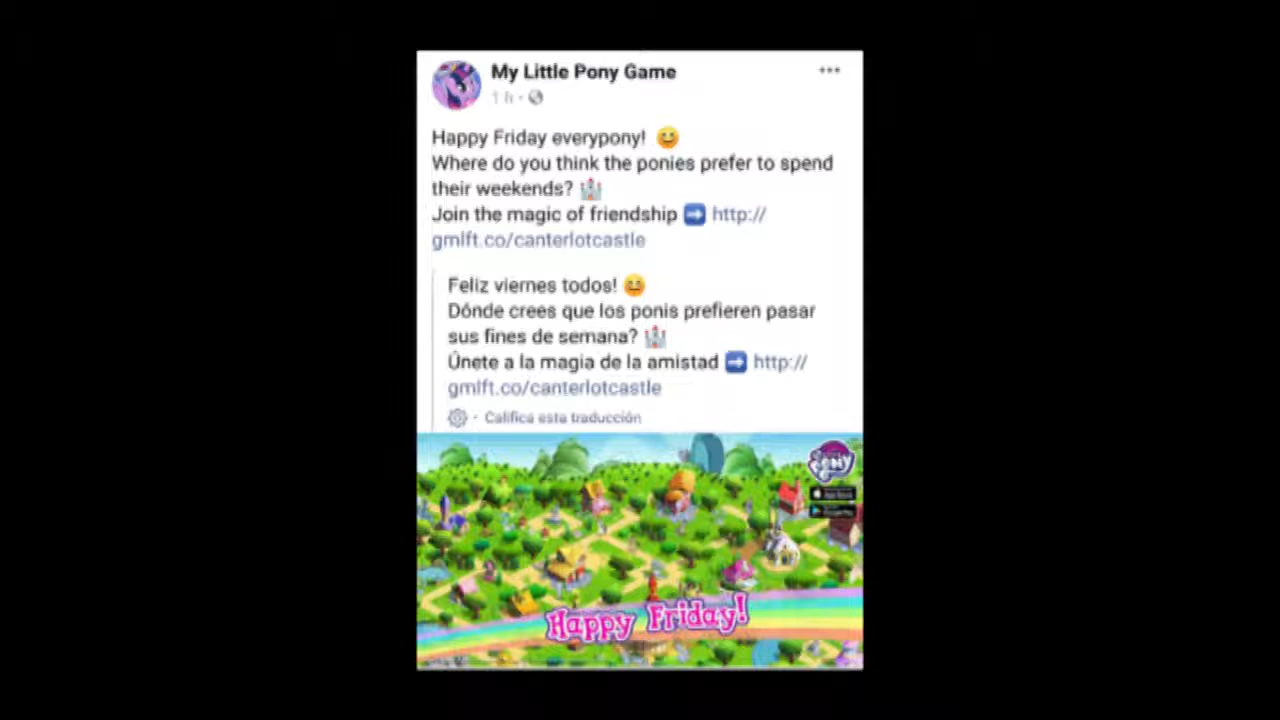 My Little Pony Game
1 h ·
Happy Friday everypony! 😆
Where do you think the ponies prefer to spend
their weekends? 🏰
Join the magic of friendship ➡️ http://
gmlft.co/canterlotcastle
Feliz viernes todos! 😆
Dónde crees que los ponis prefieren pasar
sus fines de semana? 🏰
Únete a la magia de la amistad ➡️ http://
gmlft.co/canterlotcastle
· Califica esta traducción
PONY
Happy Friday!